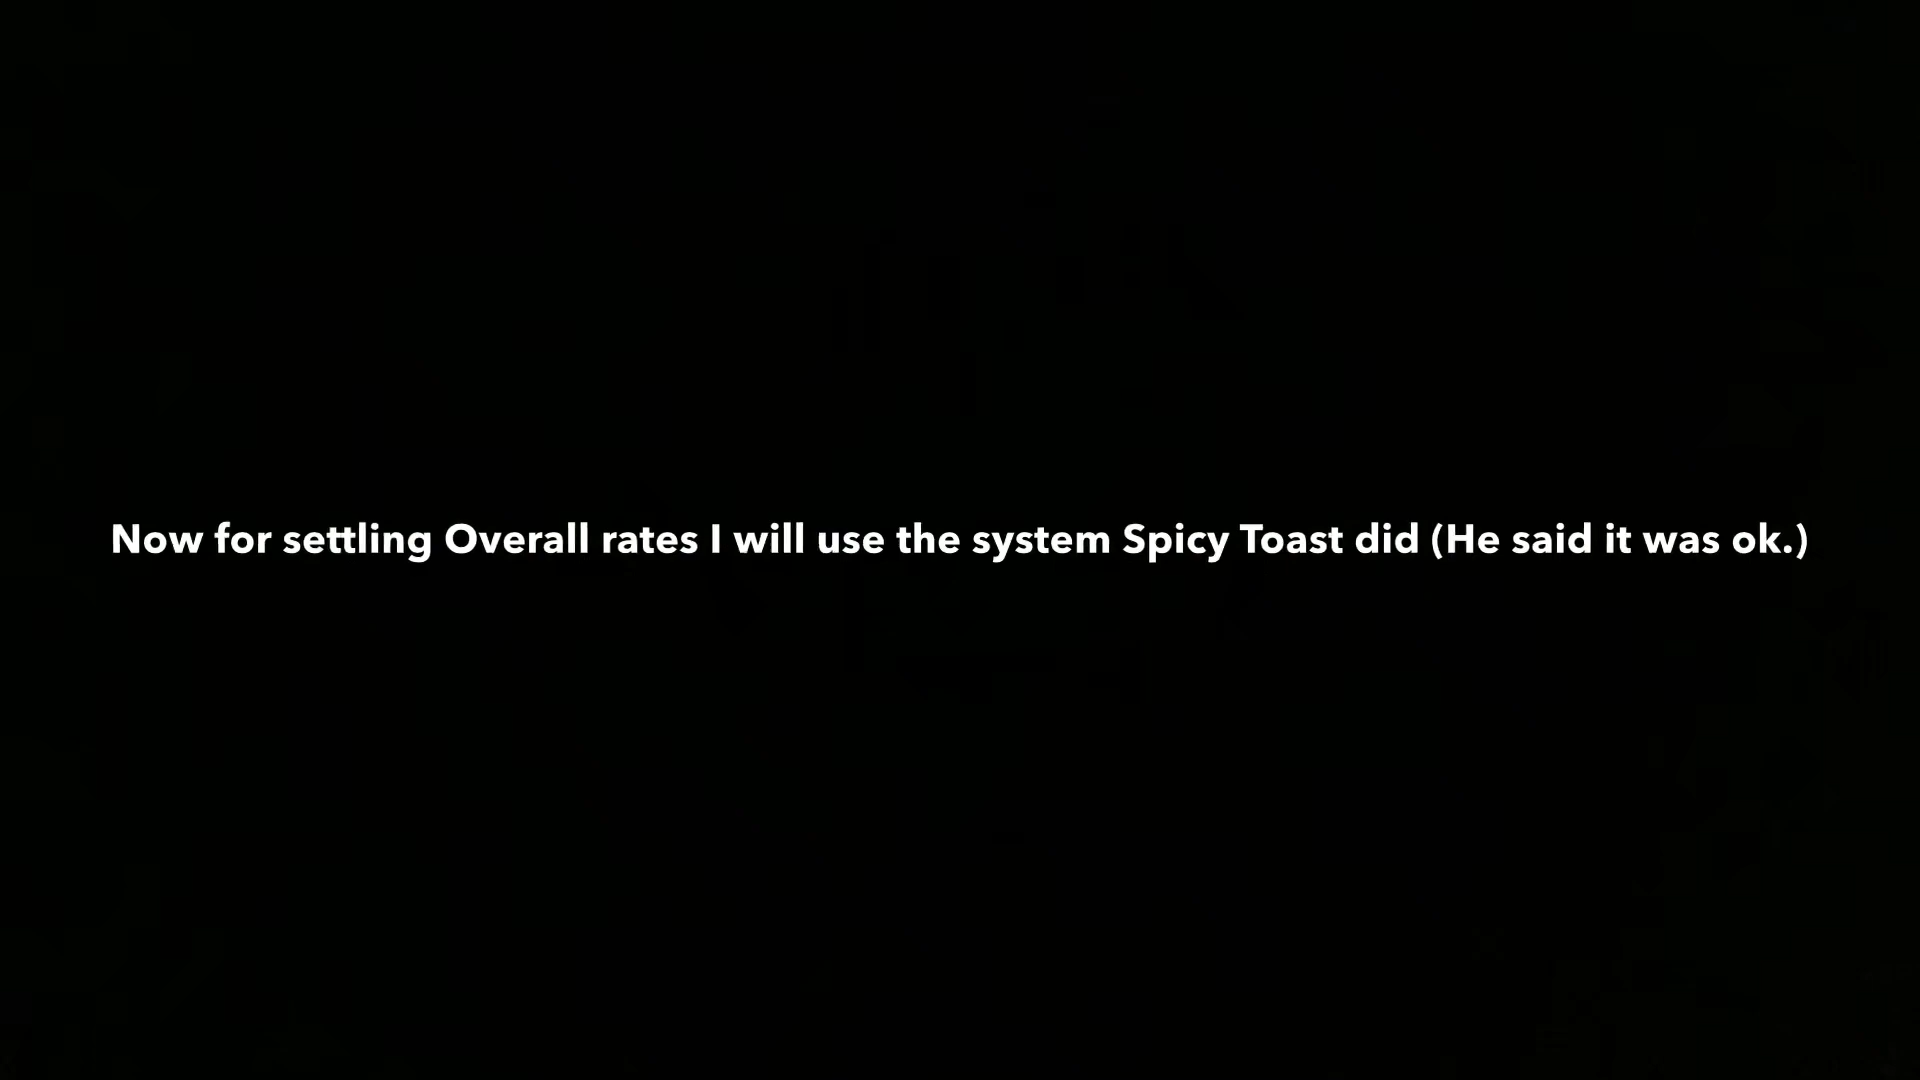 Now for settling Overall rates I will use the system Spicy Toast did (He said it was ok.)